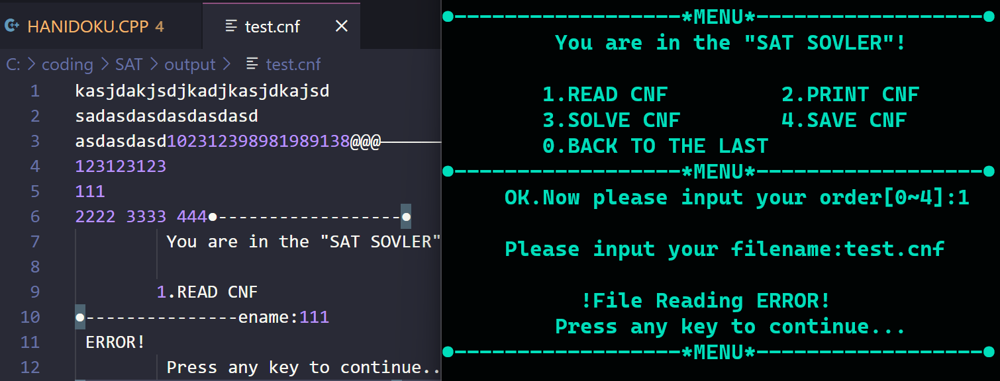 HANIDOKU.CPP 4
test.cnf ×
C: > coding > SAT > output > test.cnf
1 kasjdakjsdjkadjkasjdkajsd
2 sadasdasdasdasdasd
3 asdasdasd1023123989819891​38@@@—————
4 123123123
5 111
6 2222 3333 444●------------------●
7 You are in the "SAT SOVLER"
8
9 1.READ CNF
10 ●---------------ename:111
11 ERROR!
12 Press any key to continue..
●------------------*MENU*------------------●
You are in the "SAT SOVLER"!
1.READ CNF 2.PRINT CNF
3.SOLVE CNF 4.SAVE CNF
0.BACK TO THE LAST
●------------------*MENU*------------------●
OK.Now please input your order[0~4]:1
Please input your filename:test.cnf
!File Reading ERROR!
Press any key to continue...
●------------------*MENU*------------------●